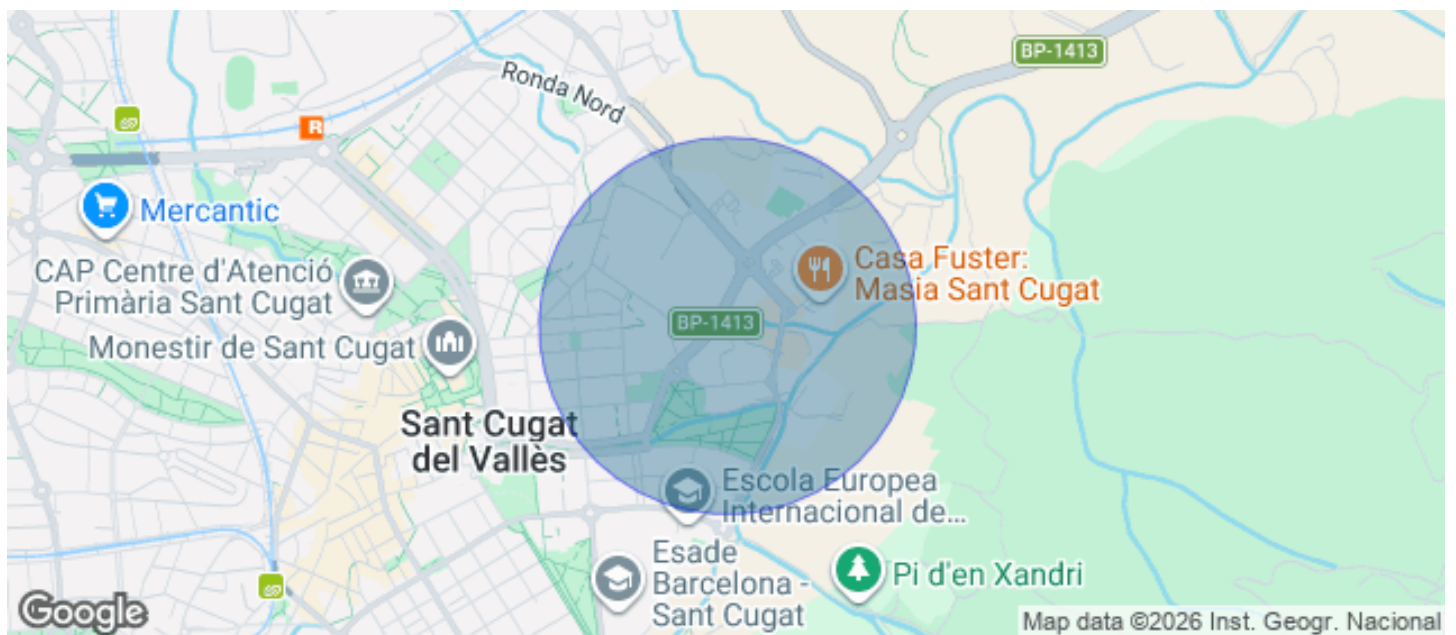 BP-1413
Ronda Nord
R
Mercantic
CAP Centre d'Atenció
Primària Sant Cugat
Casa Fuster:
Masia Sant Cugat
BP-1413
Monestir de Sant Cugat
Sant Cugat
del Vallès
Escola Europea
Internacional de...
Esade
Barcelona -
Sant Cugat
Pi d'en Xandri
Google
Map data ©2026 Inst. Geogr. Nacional